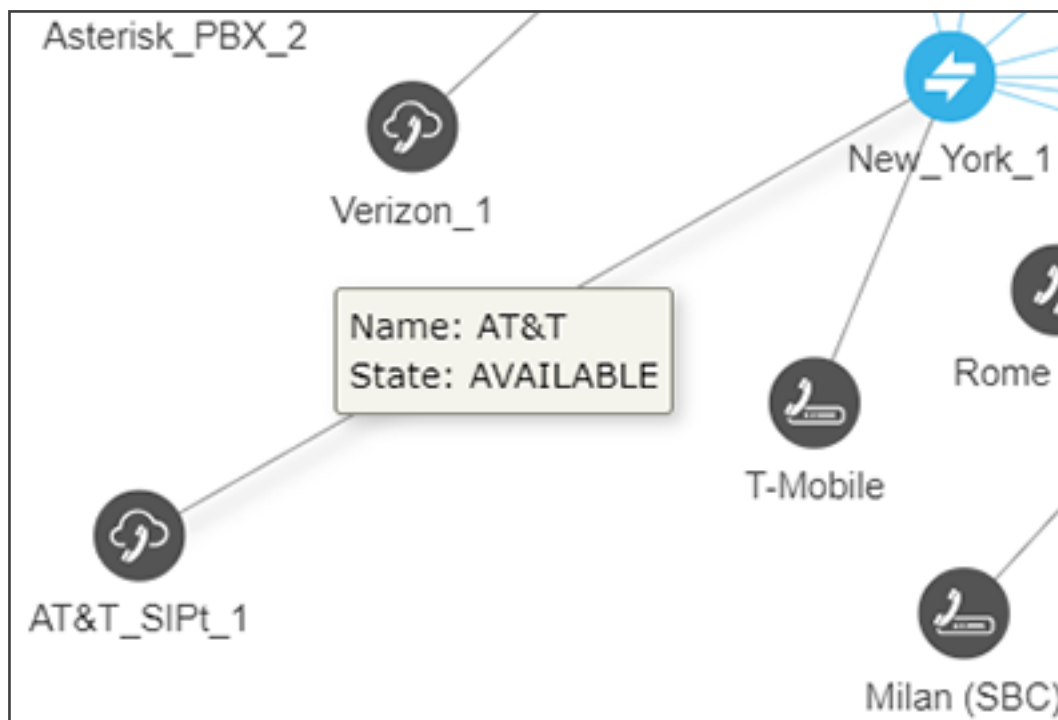 Asterisk_PBX_2
New_York_1
Verizon_1
Name: AT&T
State: AVAILABLE
Rome
T-Mobile
AT&T_SIPt_1
Milan (SBC)